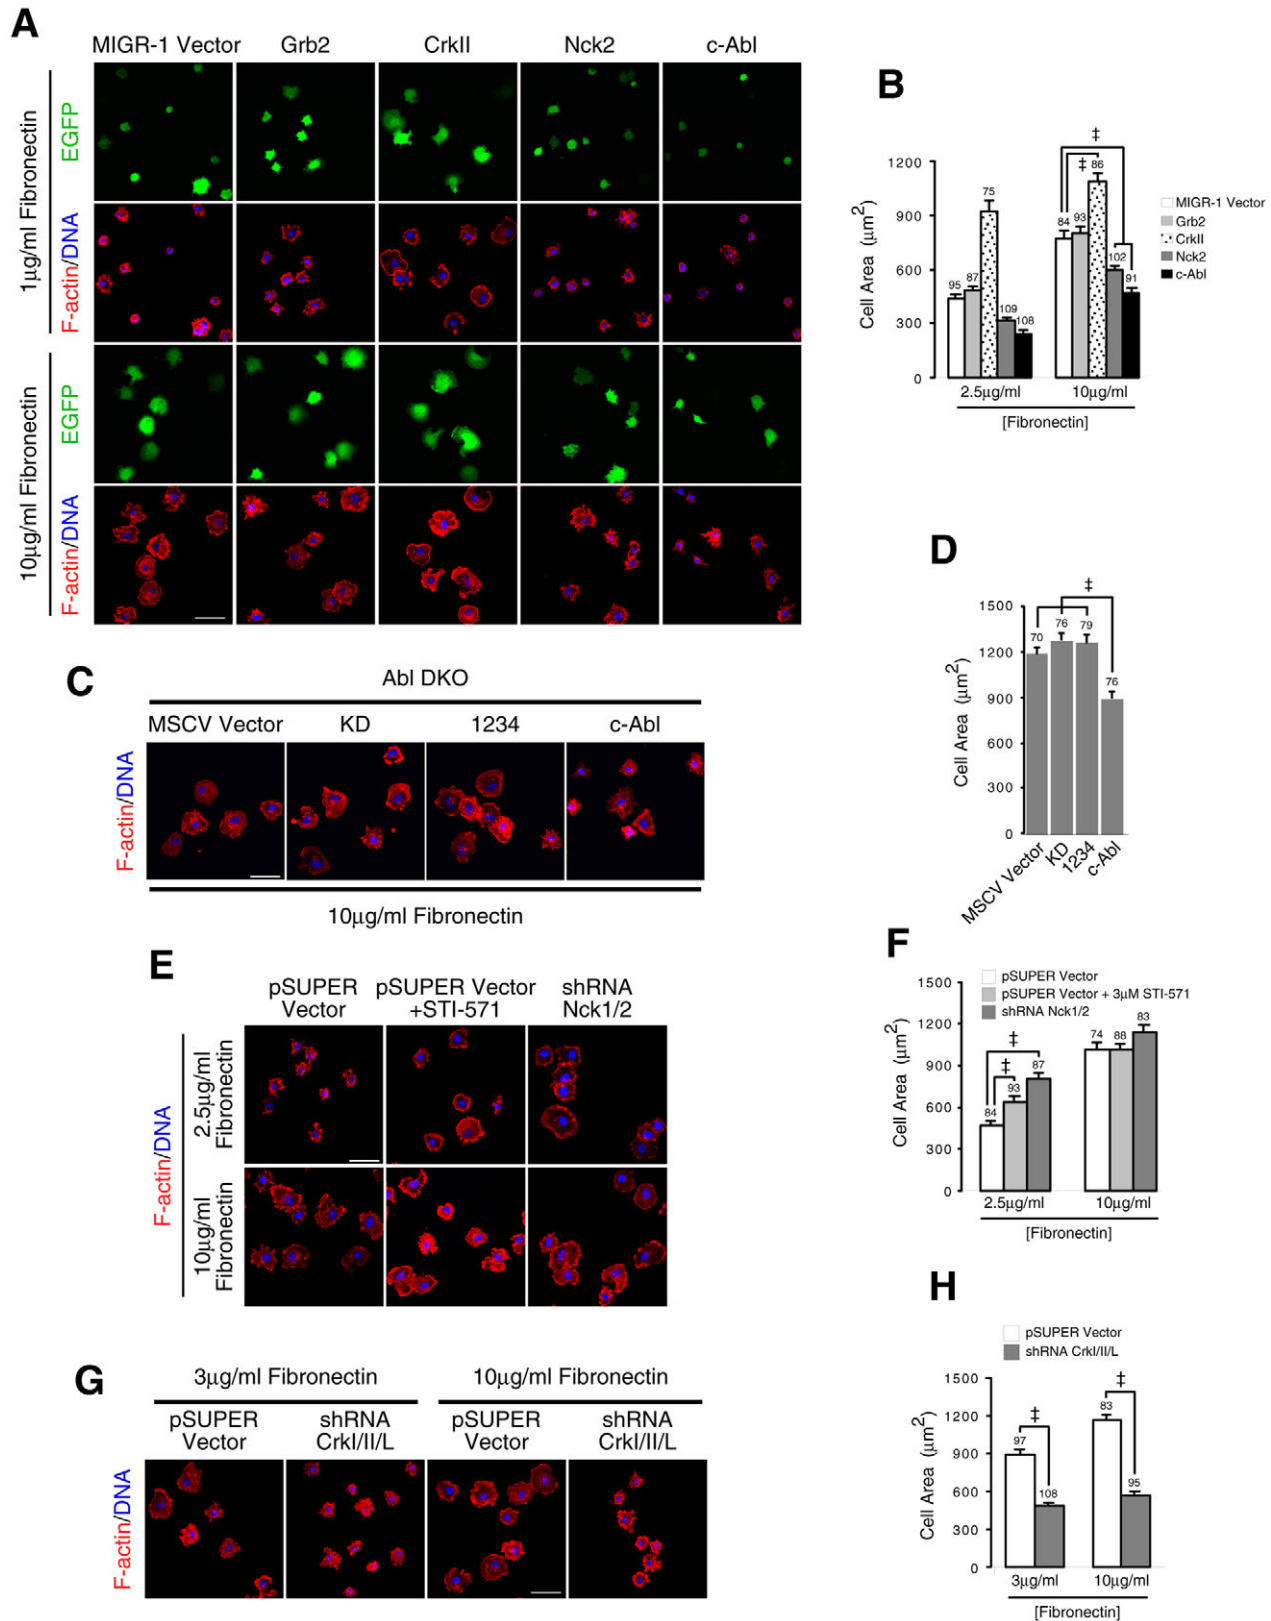 A
MIGR-1 Vector Grb2 CrkII Nck2 c-Abl
1µg/ml Fibronectin
EGFP
F-actin/DNA
10µg/ml Fibronectin
EGFP
F-actin/DNA
B
Cell Area (µm²)
1200
900
600
300
0
95 87 75 109 108
84 93 86 102 91
‡
‡
2.5µg/ml 10µg/ml
[Fibronectin]
MIGR-1 Vector
Grb2
CrkII
Nck2
c-Abl
C
Abl DKO
MSCV Vector KD 1234 c-Abl
F-actin/DNA
10µg/ml Fibronectin
D
Cell Area (µm²)
1500
1200
900
600
300
0
70 76 79 76
‡
MSCV Vector
KD
1234
c-Abl
E
pSUPER Vector
pSUPER Vector +STI-571
shRNA Nck1/2
F-actin/DNA
2.5µg/ml Fibronectin
10µg/ml Fibronectin
F
pSUPER Vector
pSUPER Vector + 3µM STI-571
shRNA Nck1/2
Cell Area (µm²)
1500
1200
900
600
300
0
84 93 87
74 88 83
‡
‡
2.5µg/ml 10µg/ml
[Fibronectin]
G
3µg/ml Fibronectin 10µg/ml Fibronectin
pSUPER Vector
shRNA CrkI/II/L
pSUPER Vector
shRNA CrkI/II/L
F-actin/DNA
H
pSUPER Vector
shRNA CrkI/II/L
Cell Area (µm²)
1500
1200
900
600
300
0
97 108
83 95
‡
‡
3µg/ml 10µg/ml
[Fibronectin]